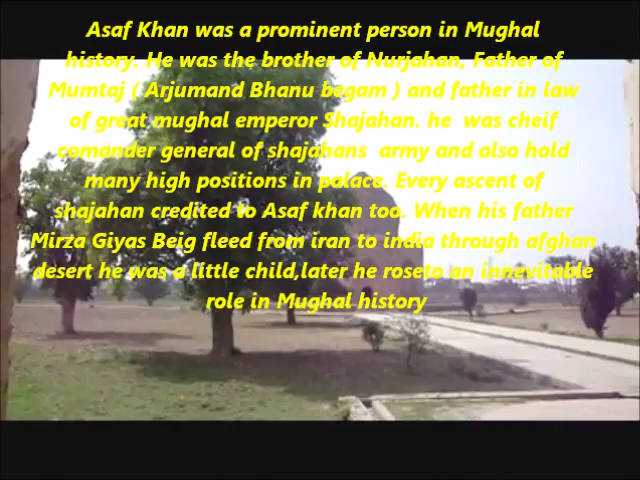 Asaf Khan was a prominent person in Mughal
history. He was the brother of Nurjahan, Father of
Mumtaj ( Arjumand Bhanu begam ) and father in law
of great mughal emperor Shajahan. he was cheif
comander general of shajahans army and also hold
many high positions in palace. Every ascent of
shajahan credited to Asaf khan too. When his father
Mirza Giyas Beig fleed from iran to india through afghan
desert he was a little child,later he roseto an innevitable
role in Mughal history